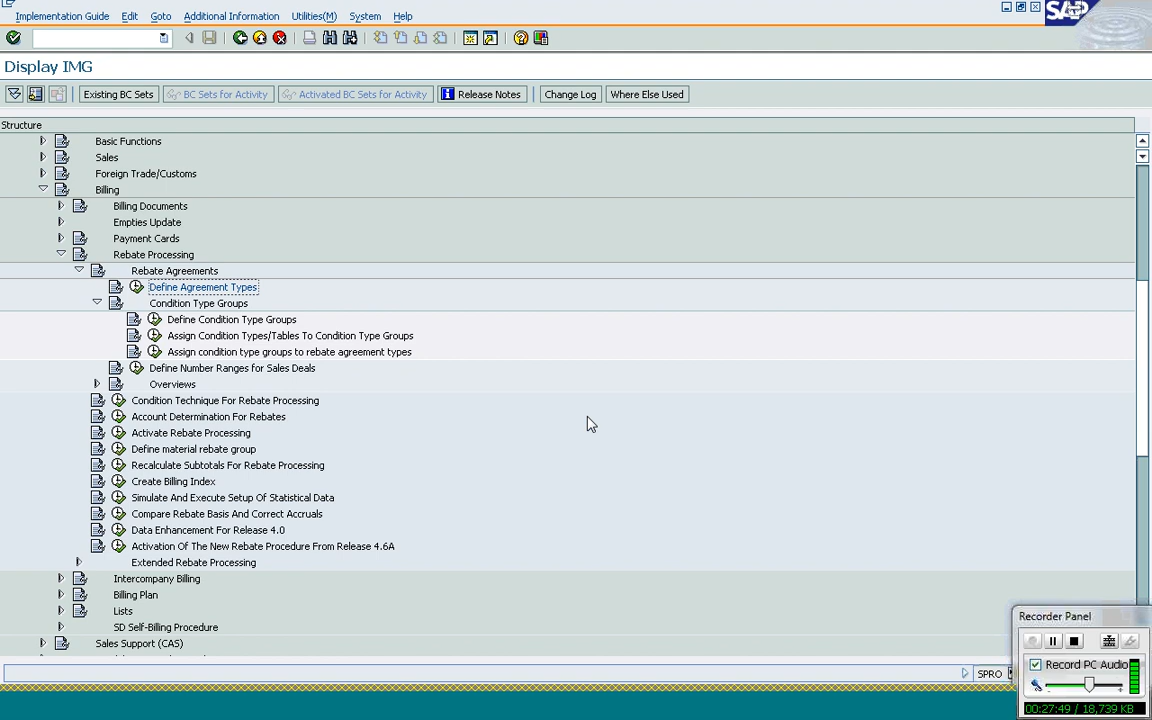 Implementation Guide Edit Goto Additional Information Utilities(M) System Help
SAP
Display IMG
Existing BC Sets BC Sets for Activity Activated BC Sets for Activity Release Notes Change Log Where Else Used
Structure
Basic Functions
Sales
Foreign Trade/Customs
Billing
Billing Documents
Empties Update
Payment Cards
Rebate Processing
Rebate Agreements
Define Agreement Types
Condition Type Groups
Define Condition Type Groups
Assign Condition Types/Tables To Condition Type Groups
Assign condition type groups to rebate agreement types
Define Number Ranges for Sales Deals
Overviews
Condition Technique For Rebate Processing
Account Determination For Rebates
Activate Rebate Processing
Define material rebate group
Recalculate Subtotals For Rebate Processing
Create Billing Index
Simulate And Execute Setup Of Statistical Data
Compare Rebate Basis And Correct Accruals
Data Enhancement For Release 4.0
Activation Of The New Rebate Procedure From Release 4.6A
Extended Rebate Processing
Intercompany Billing
Billing Plan
Lists
SD Self-Billing Procedure
Sales Support (CAS)
SPRO
Recorder Panel
Record PC Audio
00:27:49 / 18,739 KB